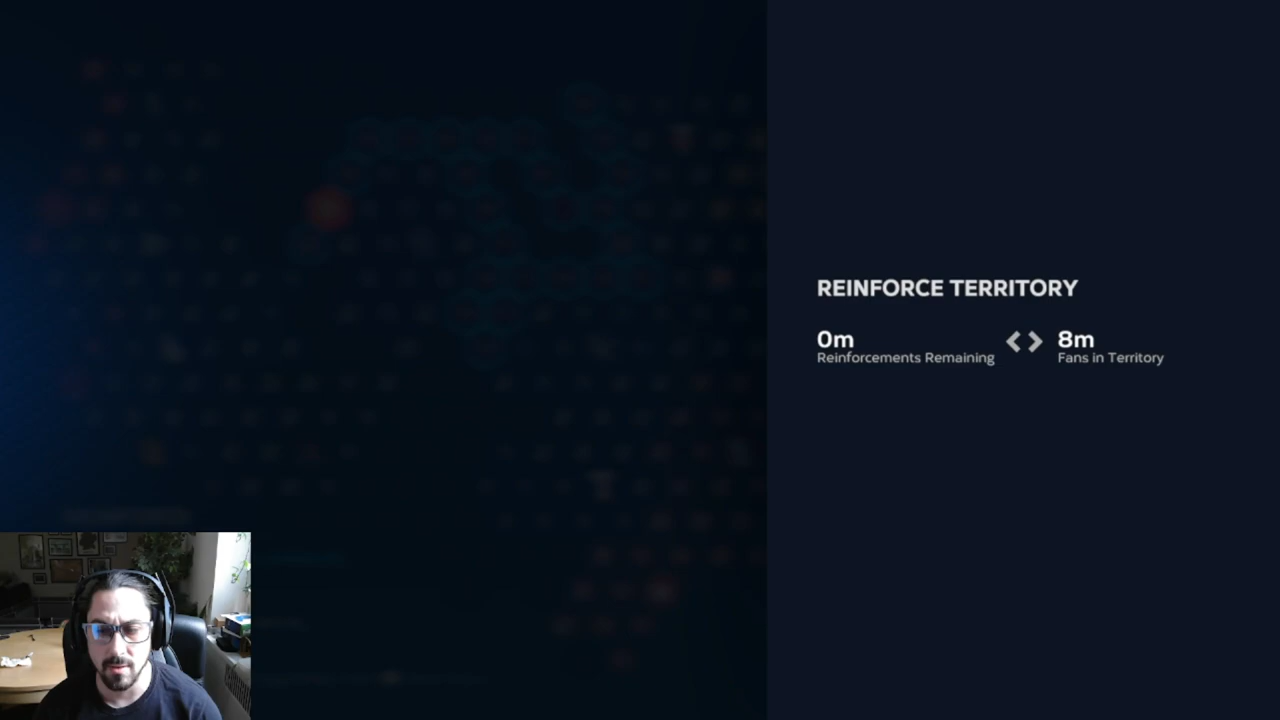 REINFORCE TERRITORY
0m
Reinforcements Remaining
8m
Fans in Territory